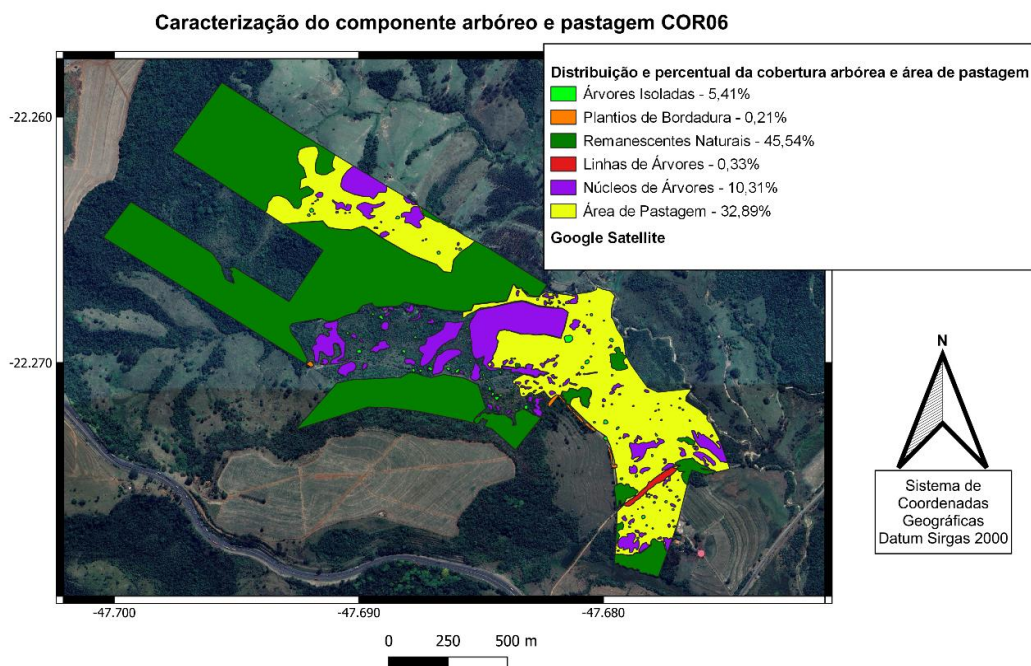 Caracterização do componente arbóreo e pastagem COR06
Distribuição e percentual da cobertura arbórea e área de pastagem
Árvores Isoladas - 5,41%
Plantios de Bordadura - 0,21%
Remanescentes Naturais - 45,54%
Linhas de Árvores - 0,33%
Núcleos de Árvores - 10,31%
Área de Pastagem - 32,89%
Google Satellite
-22.260
-22.270
-47.700
-47.690
-47.680
N
Sistema de
Coordenadas
Geográficas
Datum Sirgas 2000
0 250 500 m